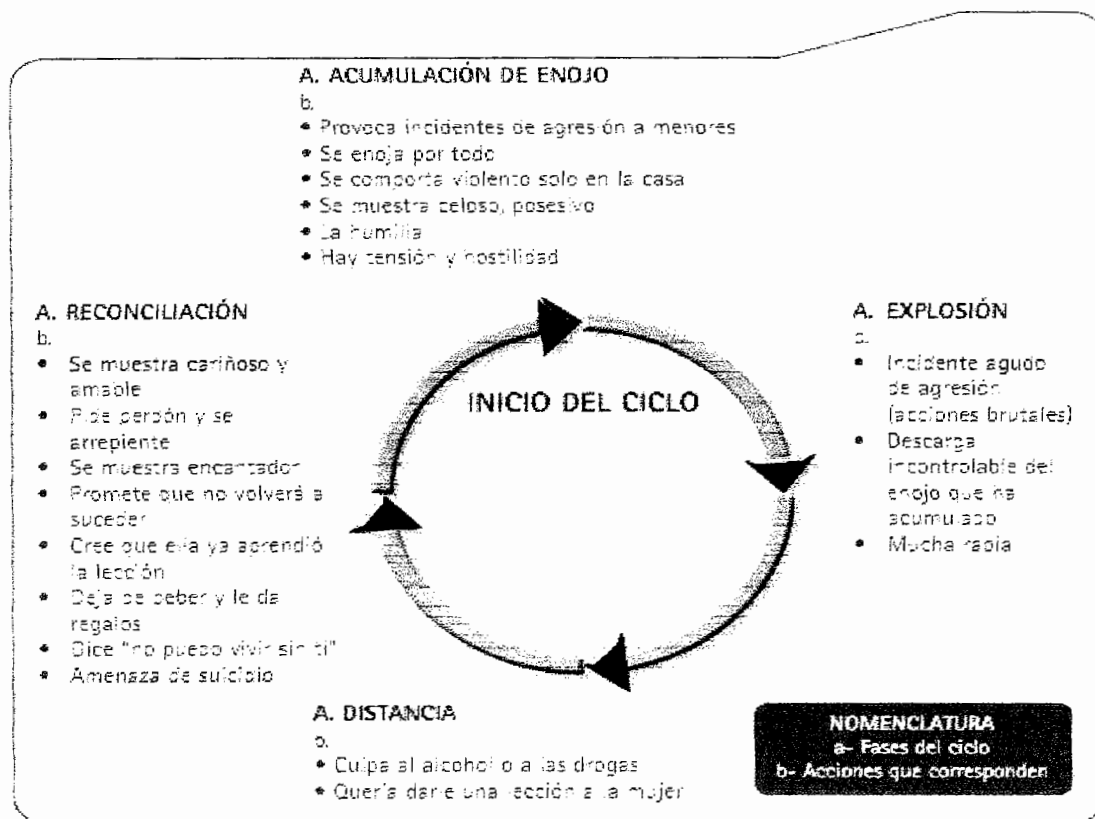 A. ACUMULACIÓN DE ENOJO
b.
• Provoca incidentes de agresión a menores
• Se enoja por todo
• Se comporta violento solo en la casa
• Se muestra celoso, posesivo
• La humilla
• Hay tensión y hostilidad
A. RECONCILIACIÓN
b.
• Se muestra cariñoso y
amable
• Pide perdón y se
arrepiente
• Se muestra encantador
• Promete que no volverá a
suceder
• Cree que ella ya aprendió
la lección
• Deja de beber y le da
regalos
• Dice "no puedo vivir sin ti"
• Amenaza de suicidio
INICIO DEL CICLO
A. EXPLOSIÓN
b.
• Incidente agudo
de agresión
(acciones brutales)
• Descarga
incontrolable del
enojo que ha
acumulado
• Mucha rabia
A. DISTANCIA
b.
• Culpa al alcohol o a las drogas
• Quería darle una lección a la mujer
NOMENCLATURA
a- Fases del ciclo
b- Acciones que corresponden